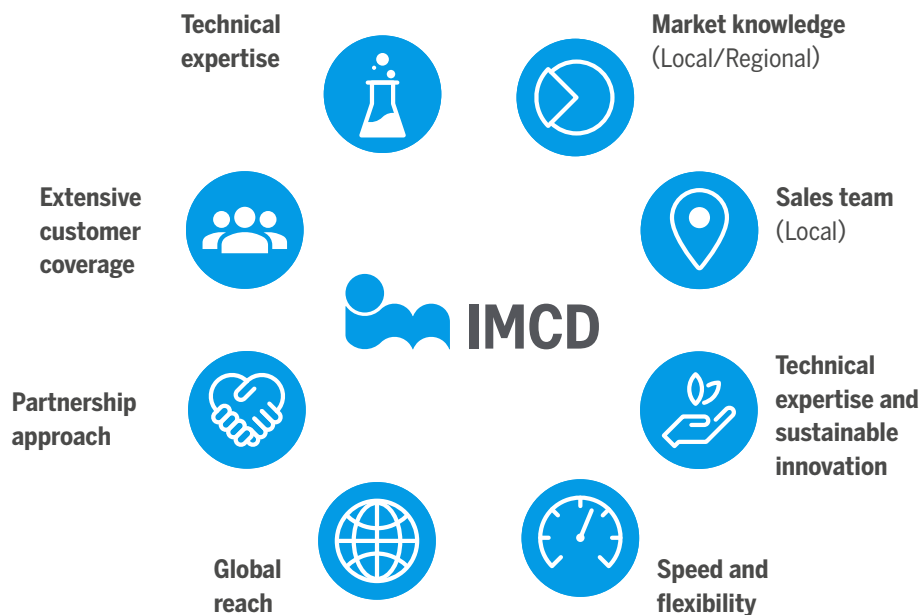 Technical
expertise
Market knowledge
(Local/Regional)
Extensive
customer
coverage
Sales team
(Local)
IMCD
Partnership
approach
Technical
expertise and
sustainable
innovation
Global
reach
Speed and
flexibility